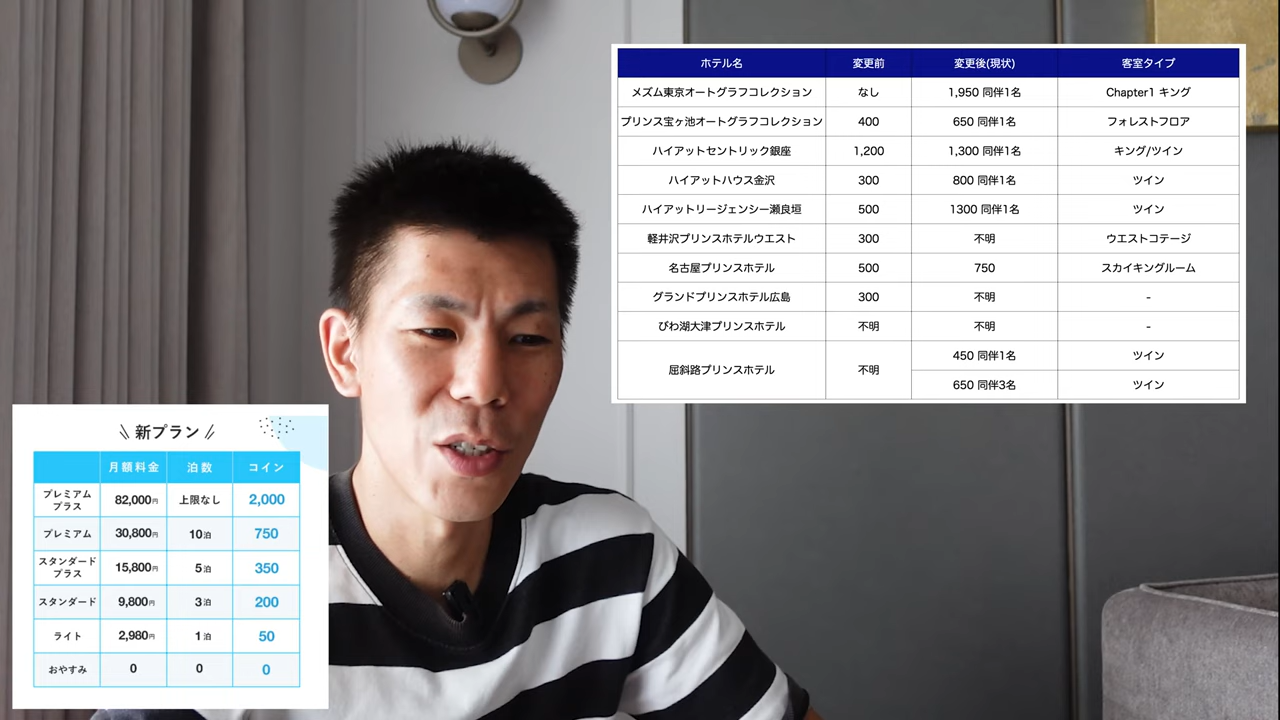 ホテル名 変更前 変更後(現状) 客室タイプ
メズム東京オートグラフコレクション なし 1,950 同伴1名 Chapter1 キング
プリンス宝ヶ池オートグラフコレクション 400 650 同伴1名 フォレストフロア
ハイアットセントリック銀座 1,200 1,300 同伴1名 キング/ツイン
ハイアットハウス金沢 300 800 同伴1名 ツイン
ハイアットリージェンシー瀬良垣 500 1300 同伴1名 ツイン
軽井沢プリンスホテルウエスト 300 不明 ウエストコテージ
名古屋プリンスホテル 500 750 スカイキングルーム
グランドプリンスホテル広島 300 不明 -
びわ湖大津プリンスホテル 不明 不明 -
屈斜路プリンスホテル 不明 450 同伴1名 ツイン
650 同伴3名 ツイン
新プラン
月額料金 泊数 コイン
プレミアム
プラス 82,000円 上限なし 2,000
プレミアム 30,800円 10泊 750
スタンダード
プラス 15,800円 5泊 350
スタンダード 9,800円 3泊 200
ライト 2,980円 1泊 50
おやすみ 0 0 0